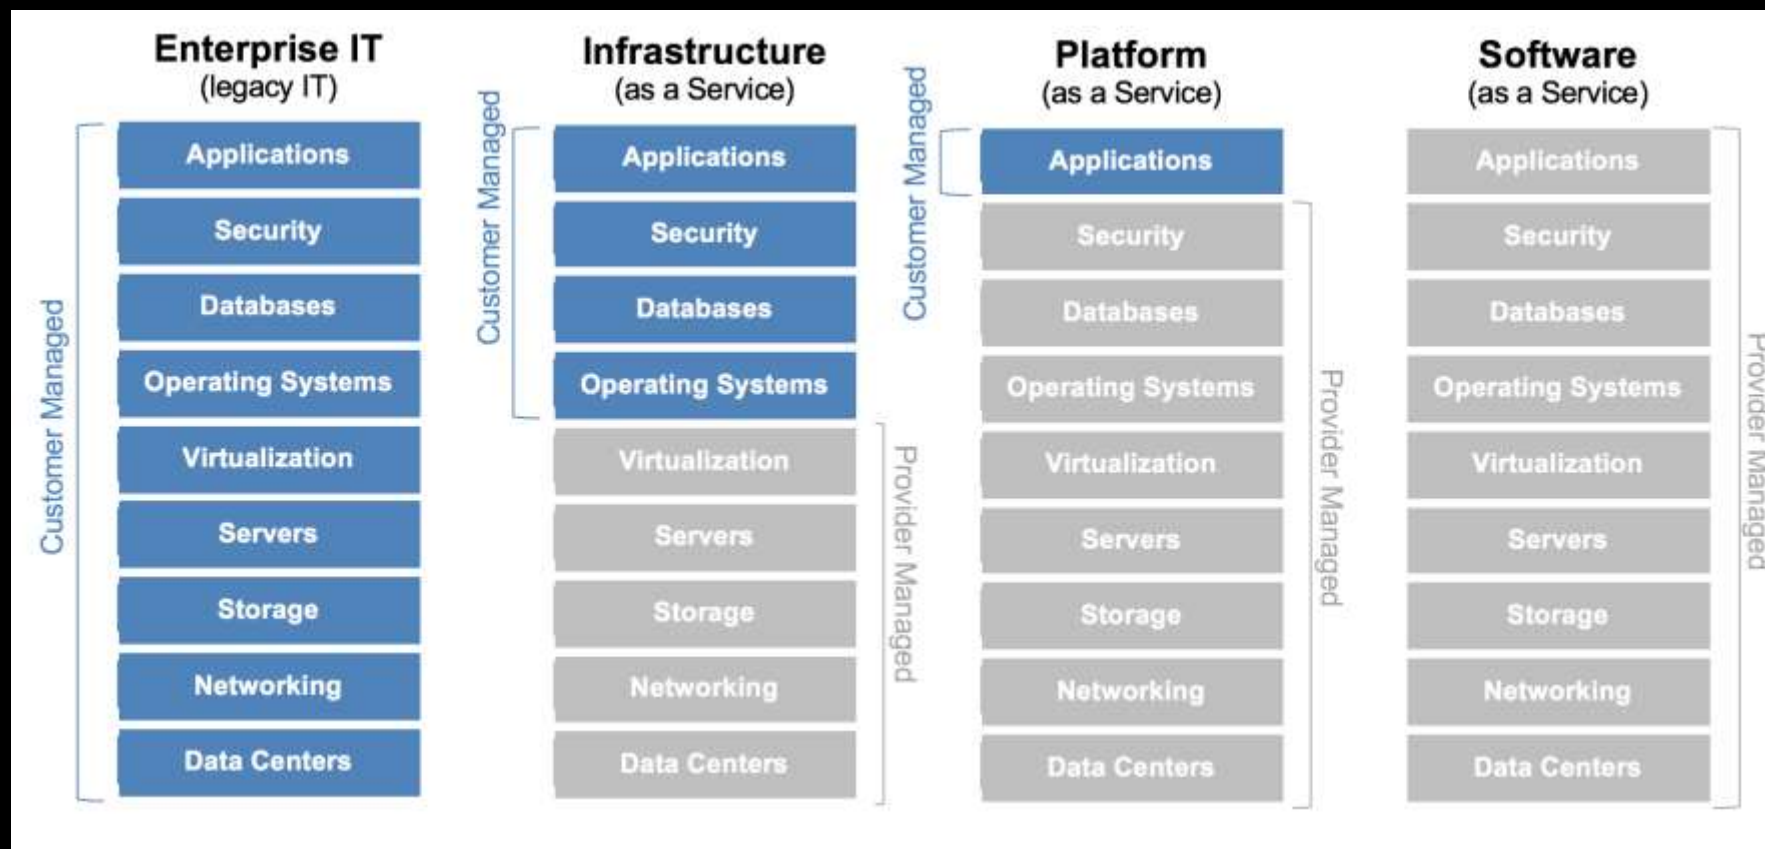 Enterprise IT
(legacy IT)
Customer Managed
Applications
Security
Databases
Operating Systems
Virtualization
Servers
Storage
Networking
Data Centers
Infrastructure
(as a Service)
Customer Managed
Applications
Security
Databases
Operating Systems
Virtualization
Servers
Storage
Networking
Data Centers
Provider Managed
Platform
(as a Service)
Customer Managed
Applications
Security
Databases
Operating Systems
Virtualization
Servers
Storage
Networking
Data Centers
Provider Managed
Software
(as a Service)
Applications
Security
Databases
Operating Systems
Virtualization
Servers
Storage
Networking
Data Centers
Provider Managed